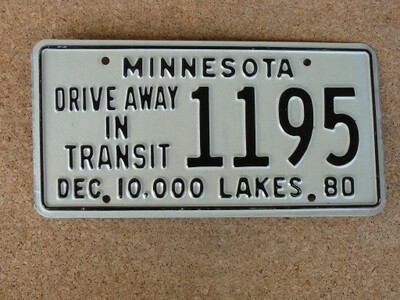 MINNESOTA
DRIVE AWAY
IN
TRANSIT
1195
DEC. 10,000 LAKES 80